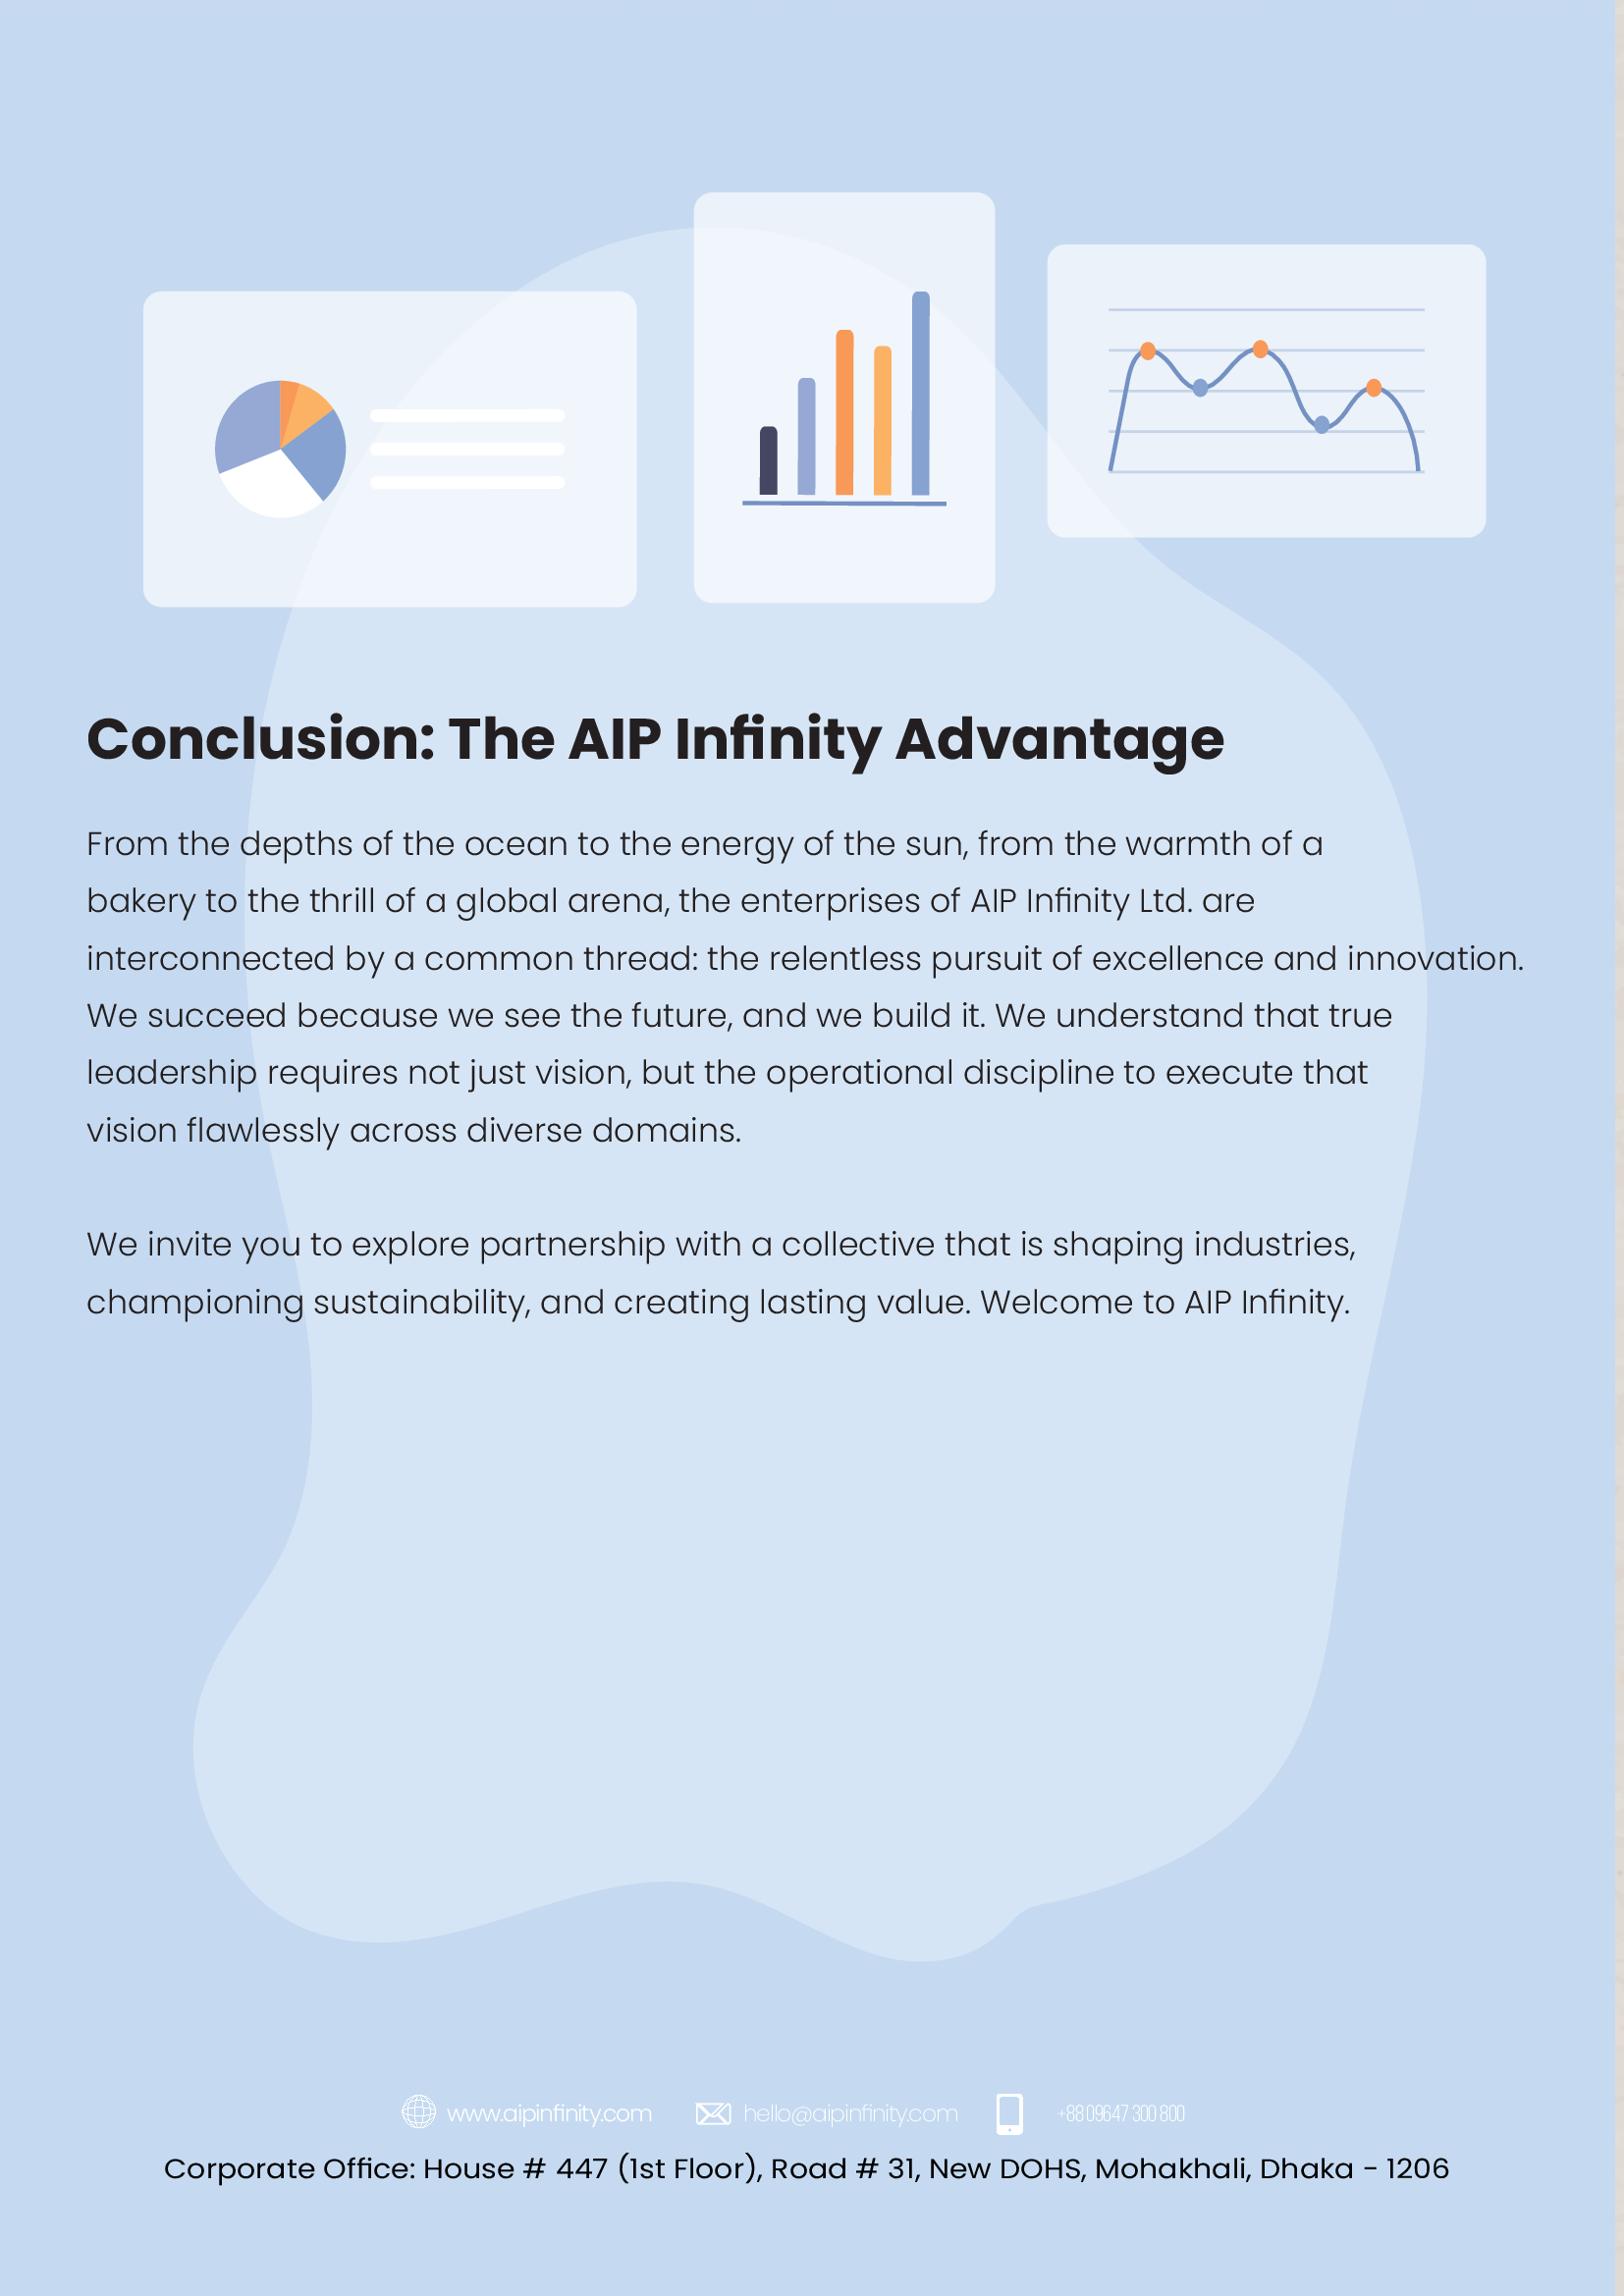 Conclusion: The AIP Infinity Advantage
From the depths of the ocean to the energy of the sun, from the warmth of a
bakery to the thrill of a global arena, the enterprises of AIP Infinity Ltd. are
interconnected by a common thread: the relentless pursuit of excellence and innovation.
We succeed because we see the future, and we build it. We understand that true
leadership requires not just vision, but the operational discipline to execute that
vision flawlessly across diverse domains.
We invite you to explore partnership with a collective that is shaping industries,
championing sustainability, and creating lasting value. Welcome to AIP Infinity.
www.aipinfinity.com hello@aipinfinity.com +88 09647 300 800
Corporate Office: House # 447 (1st Floor), Road # 31, New DOHS, Mohakhali, Dhaka - 1206